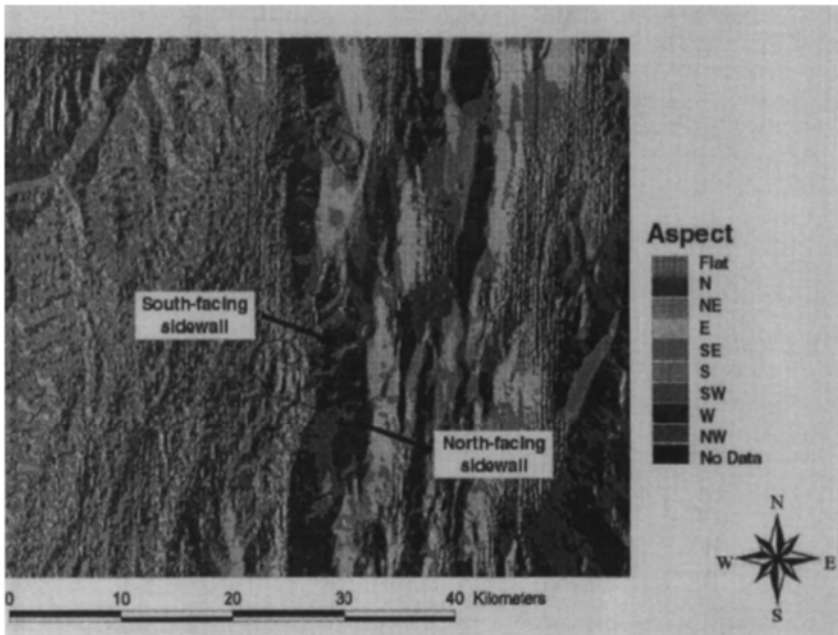 South-facing
sidewall
North-facing
sidewall
Aspect
Flat
N
NE
E
SE
S
SW
W
NW
No Data
N
W E
S
0 10 20 30 40 Kilometers